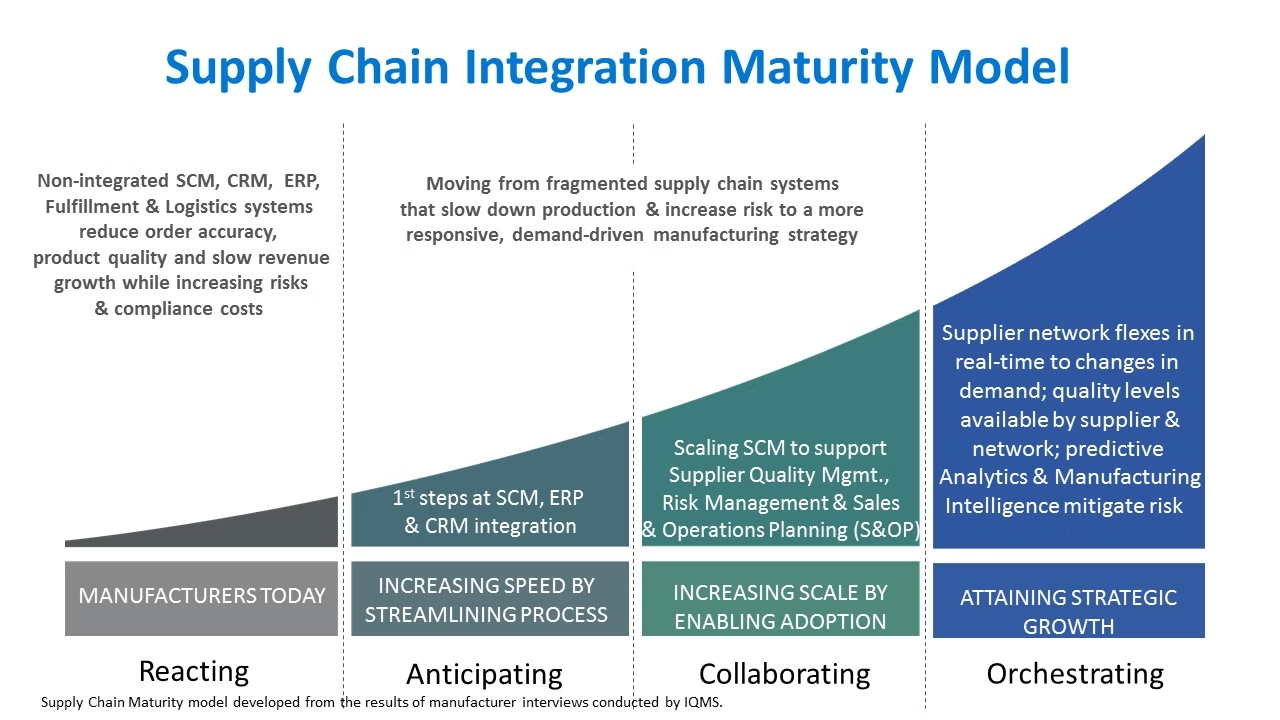 Supply Chain Integration Maturity Model
Non-integrated SCM, CRM, ERP,
Fulfillment & Logistics systems
reduce order accuracy,
product quality and slow revenue
growth while increasing risks
& compliance costs
Moving from fragmented supply chain systems
that slow down production & increase risk to a more
responsive, demand-driven manufacturing strategy
1st steps at SCM, ERP
& CRM integration
Scaling SCM to support
Supplier Quality Mgmt.,
Risk Management & Sales
& Operations Planning (S&OP)
Supplier network flexes in
real-time to changes in
demand; quality levels
available by supplier &
network; predictive
Analytics & Manufacturing
Intelligence mitigate risk
MANUFACTURERS TODAY
INCREASING SPEED BY
STREAMLINING PROCESS
INCREASING SCALE BY
ENABLING ADOPTION
ATTAINING STRATEGIC
GROWTH
Reacting
Anticipating
Collaborating
Orchestrating
Supply Chain Maturity model developed from the results of manufacturer interviews conducted by IQMS.